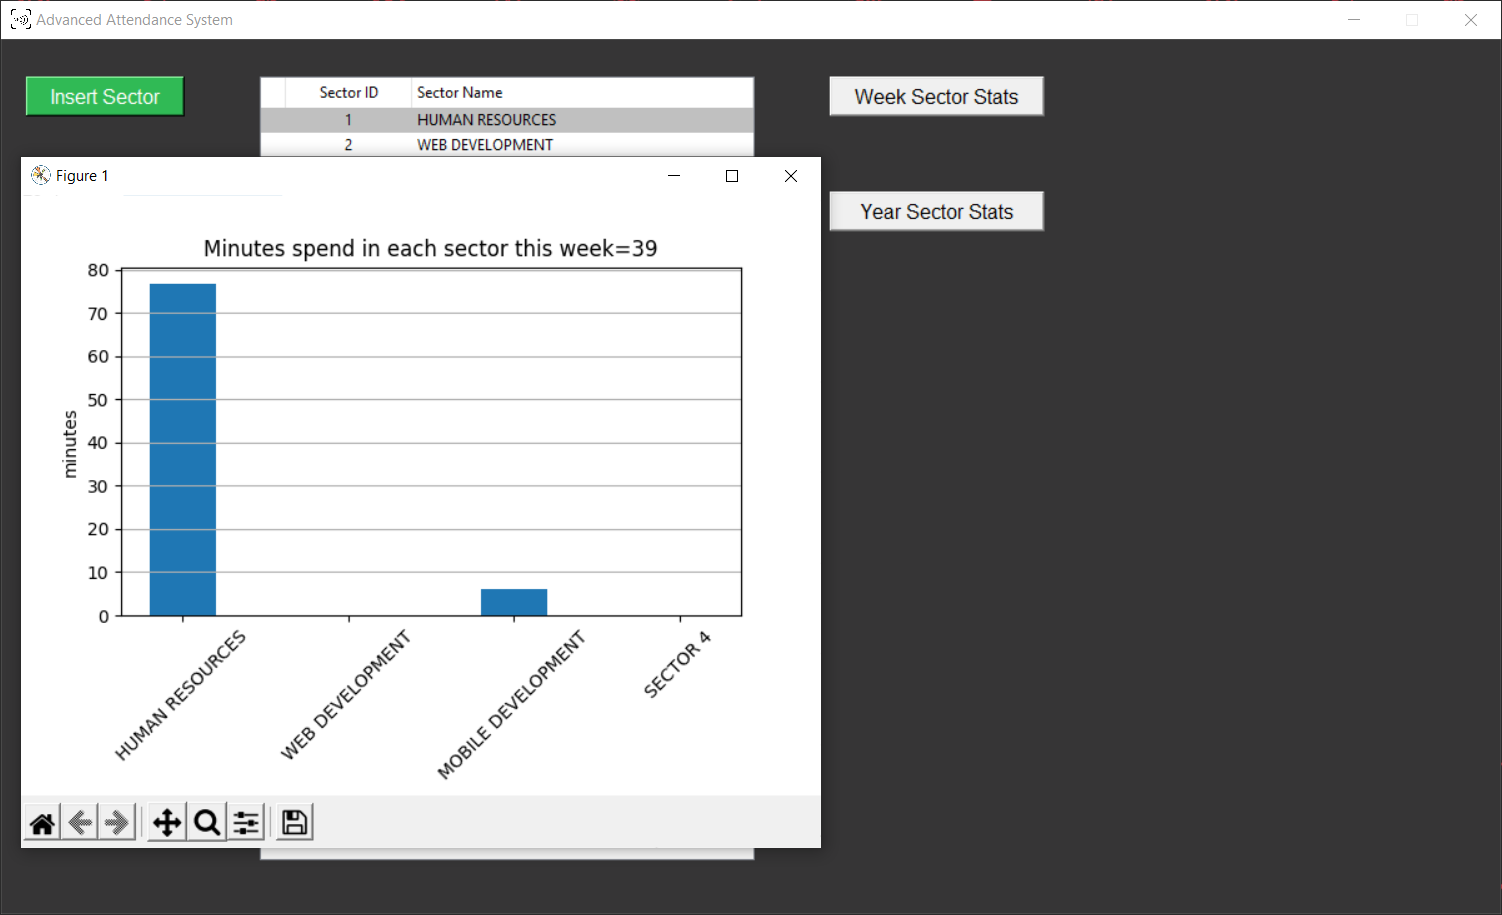 Advanced Attendance System
Insert Sector
Sector ID Sector Name
1 HUMAN RESOURCES
2 WEB DEVELOPMENT
Week Sector Stats
Year Sector Stats
Figure 1
Minutes spend in each sector this week=39
80
70
60
50
40
30
20
10
0
minutes
HUMAN RESOURCES
WEB DEVELOPMENT
MOBILE DEVELOPMENT
SECTOR 4